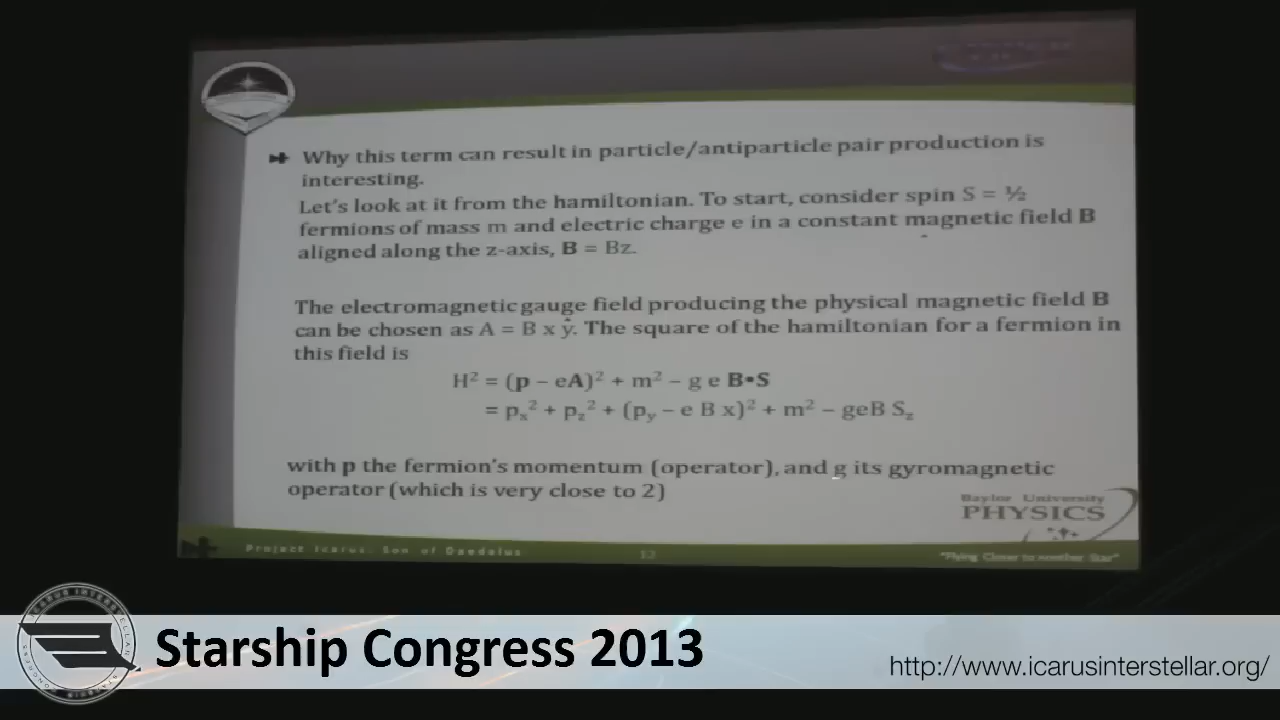 Why this term can result in particle/antiparticle pair production is
interesting.
Let's look at it from the hamiltonian. To start, consider spin S = ½
fermions of mass m and electric charge e in a constant magnetic field B
aligned along the z-axis, B = Bz.
The electromagnetic gauge field producing the physical magnetic field B
can be chosen as A = B x ŷ. The square of the hamiltonian for a fermion in
this field is
H² = (p – eA)² + m² – g e B•S
= pₓ² + p_z² + (p_y – e B x)² + m² – geB S_z
with p the fermion's momentum (operator), and g its gyromagnetic
operator (which is very close to 2)
Baylor University
PHYSICS
Project Icarus: Son of Daedalus
"Flying Closer to Another Star"
ICARUS INTERSTELLAR
STARSHIP CONGRESS
Starship Congress 2013
http://www.icarusinterstellar.org/